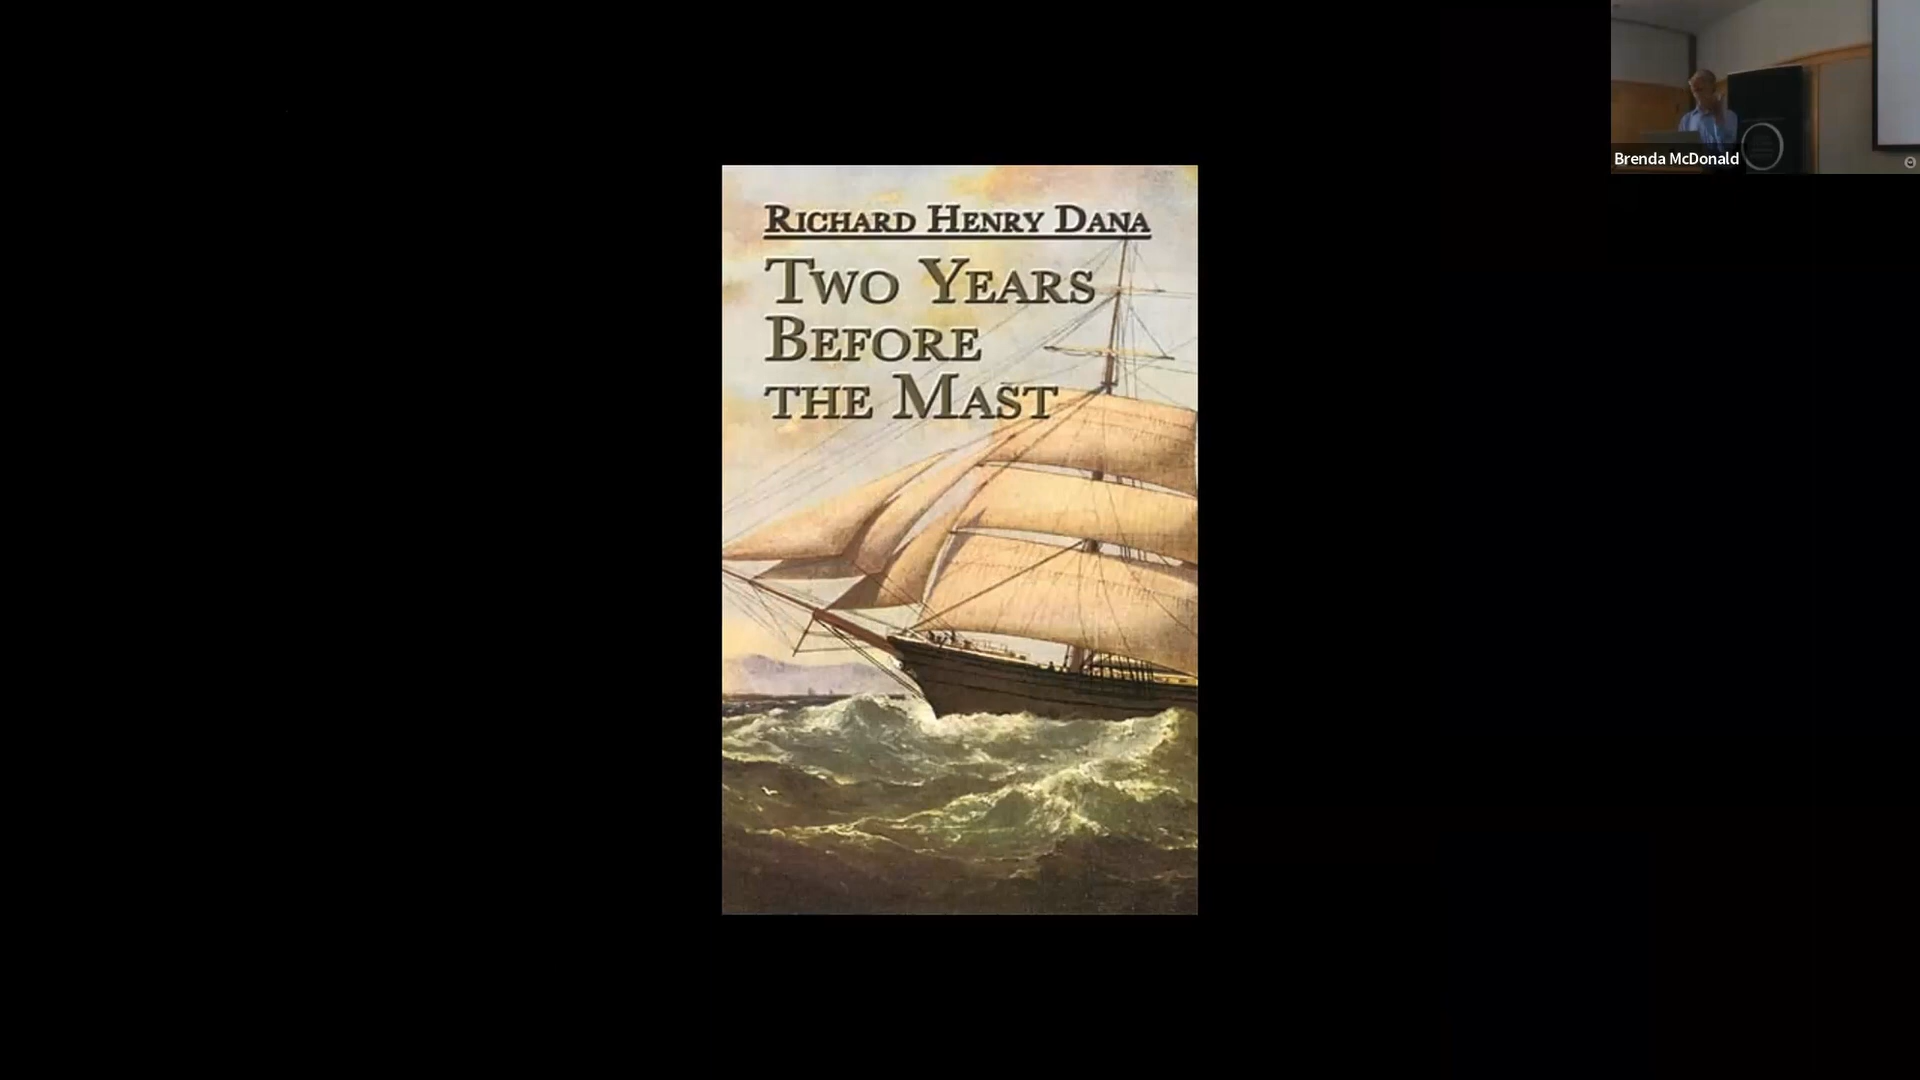 Richard Henry Dana
Two Years
Before
the Mast
Brenda McDonald